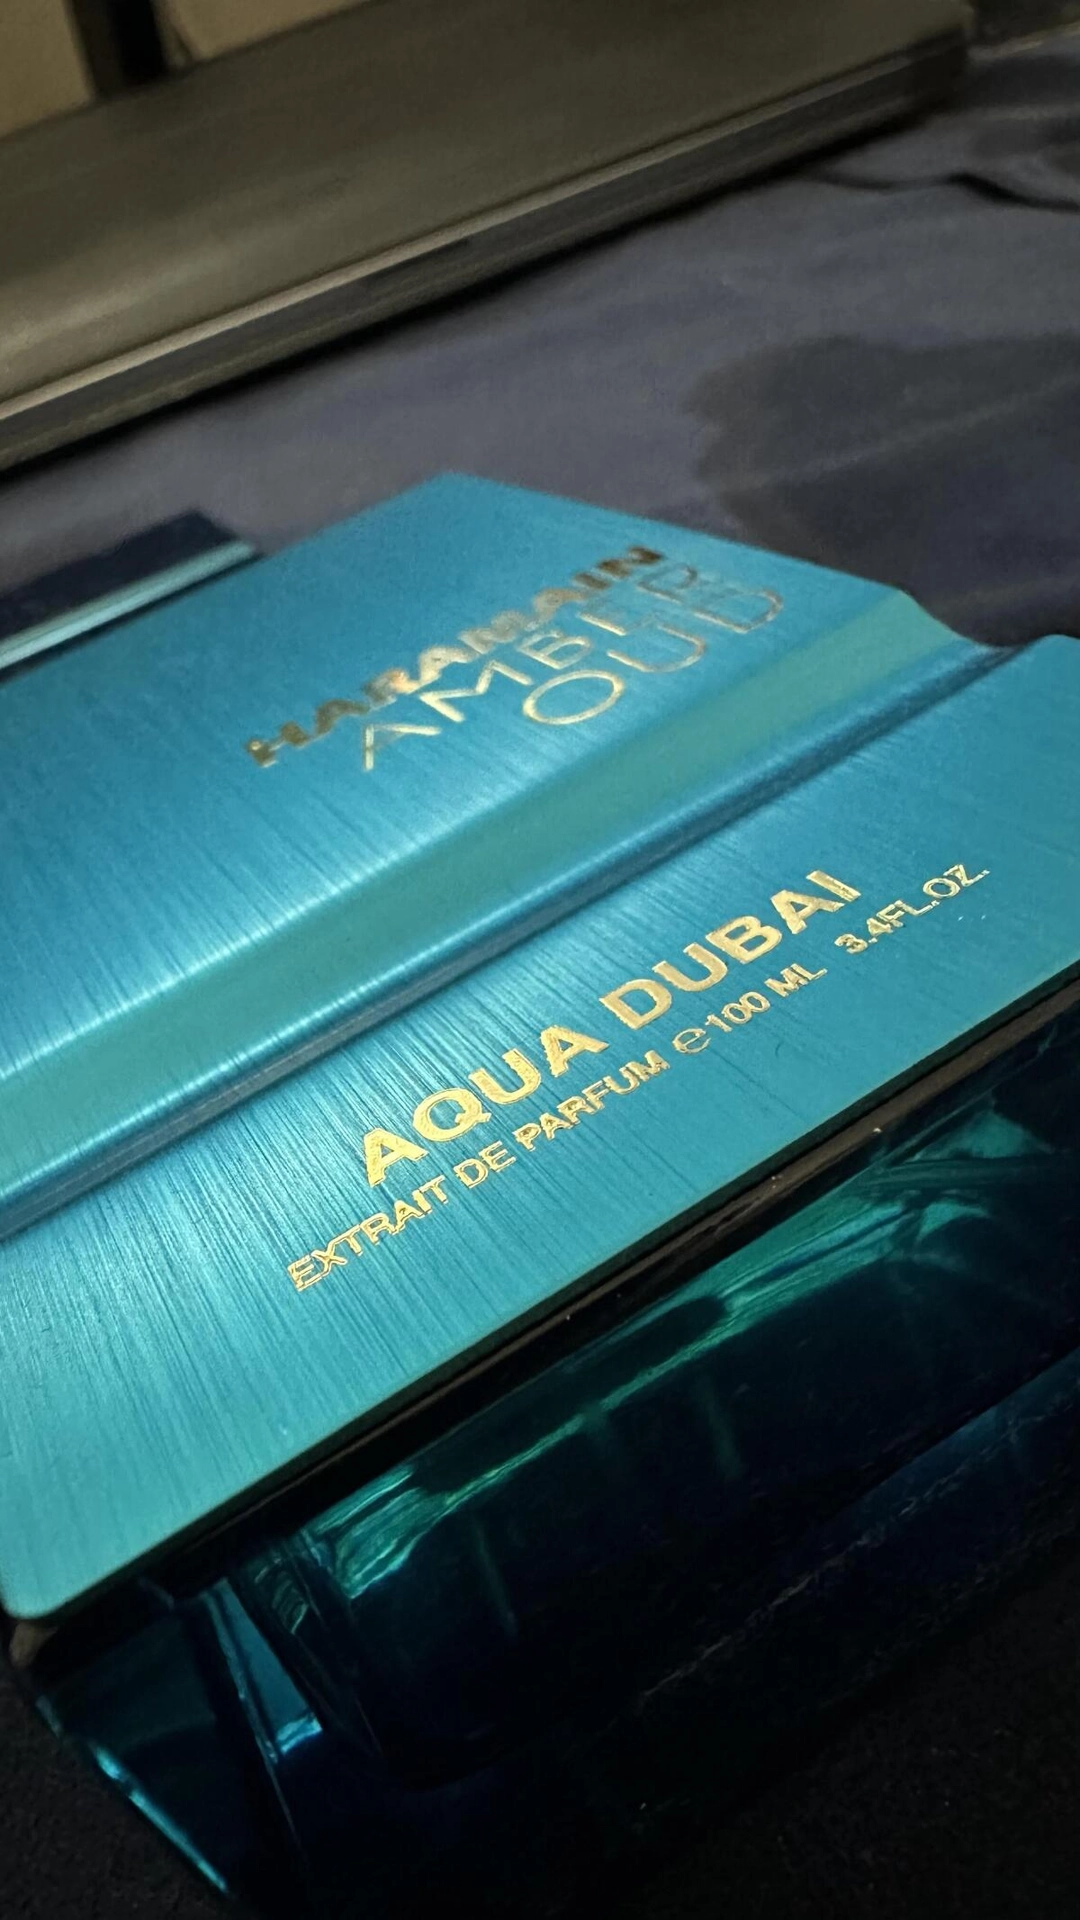 HARAMAIN
AMBER
OUD
AQUA DUBAI
EXTRAIT DE PARFUM ℮100 ML 3.4FL.OZ.